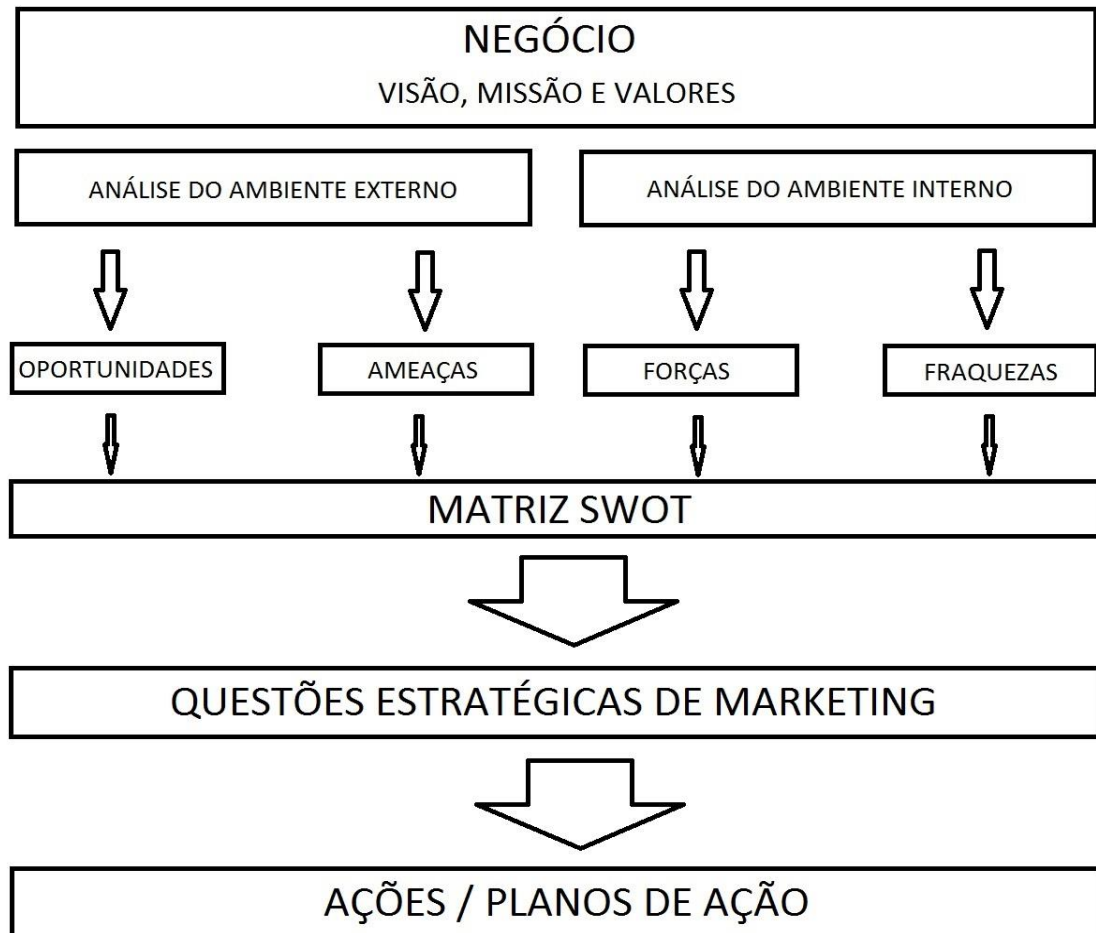 NEGÓCIO
VISÃO, MISSÃO E VALORES
ANÁLISE DO AMBIENTE EXTERNO
ANÁLISE DO AMBIENTE INTERNO
OPORTUNIDADES
AMEAÇAS
FORÇAS
FRAQUEZAS
MATRIZ SWOT
QUESTÕES ESTRATÉGICAS DE MARKETING
AÇÕES / PLANOS DE AÇÃO